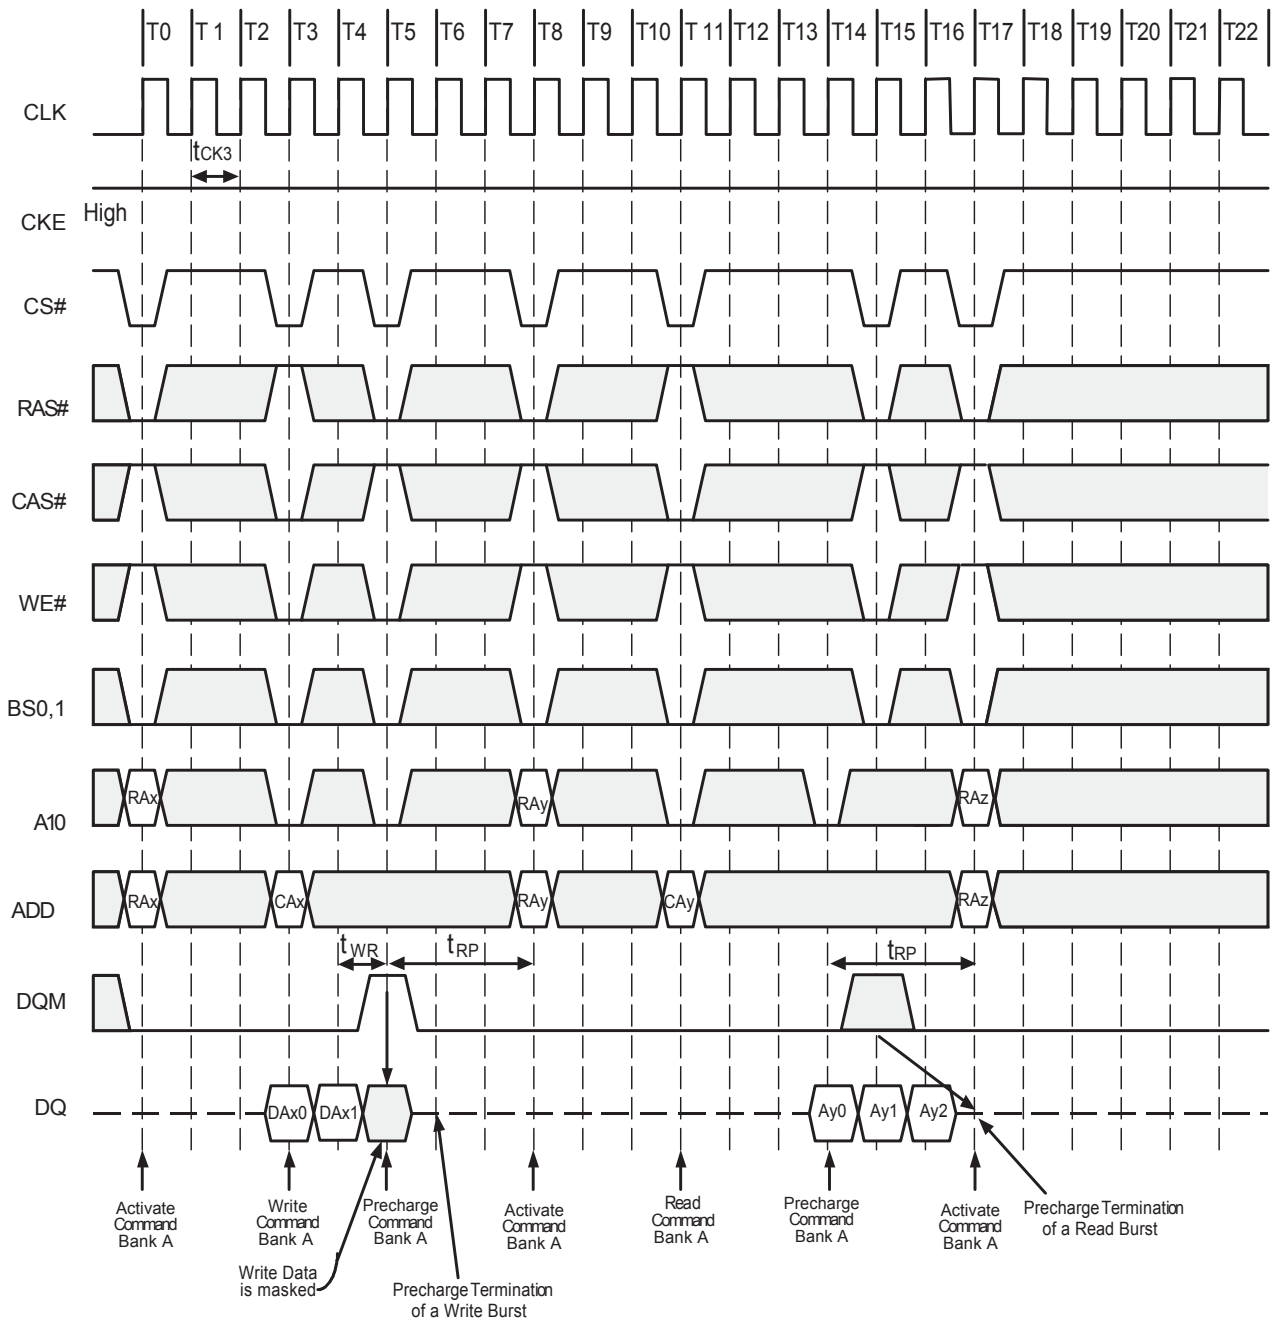 T0 T 1 T2 T3 T4 T5 T6 T7 T8 T9 T10 T 11 T12 T13 T14 T15 T16 T17 T18 T19 T20 T21 T22
CLK
tCK3
CKE High
CS#
RAS#
CAS#
WE#
BS0,1
A10 RAx RAy RAz
ADD RAx CAx RAy CAy RAz
tWR tRP tRP
DQM
DQ DAx0 DAx1 Ay0 Ay1 Ay2
Activate
Command
Bank A
Write
Command
Bank A
Precharge
Command
Bank A
Activate
Command
Bank A
Read
Command
Bank A
Precharge
Command
Bank A
Activate
Command
Bank A
Precharge Termination
of a Read Burst
Write Data
is masked
Precharge Termination
of a Write Burst